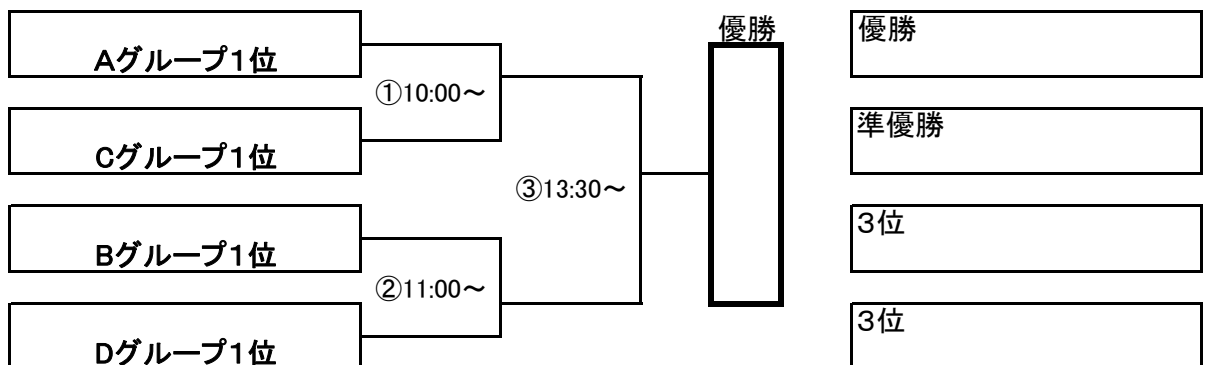 Aグループ1位
①10:00～
Cグループ1位
③13:30～
Bグループ1位
②11:00～
Dグループ1位
優勝
優勝
準優勝
3位
3位